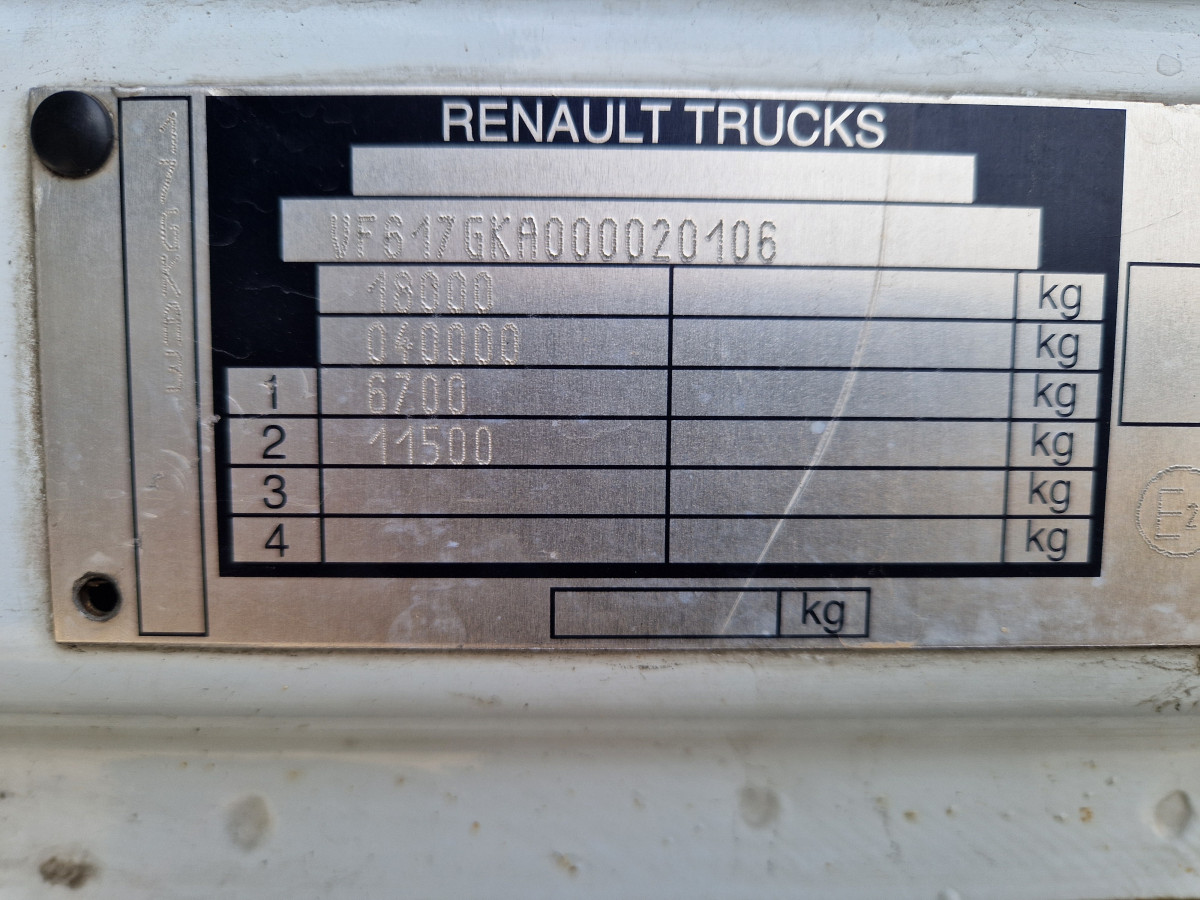 RENAULT TRUCKS
VF617GKA000020106
18000 kg
040000 kg
1 6700 kg
2 11500 kg
3 kg
4 kg
kg